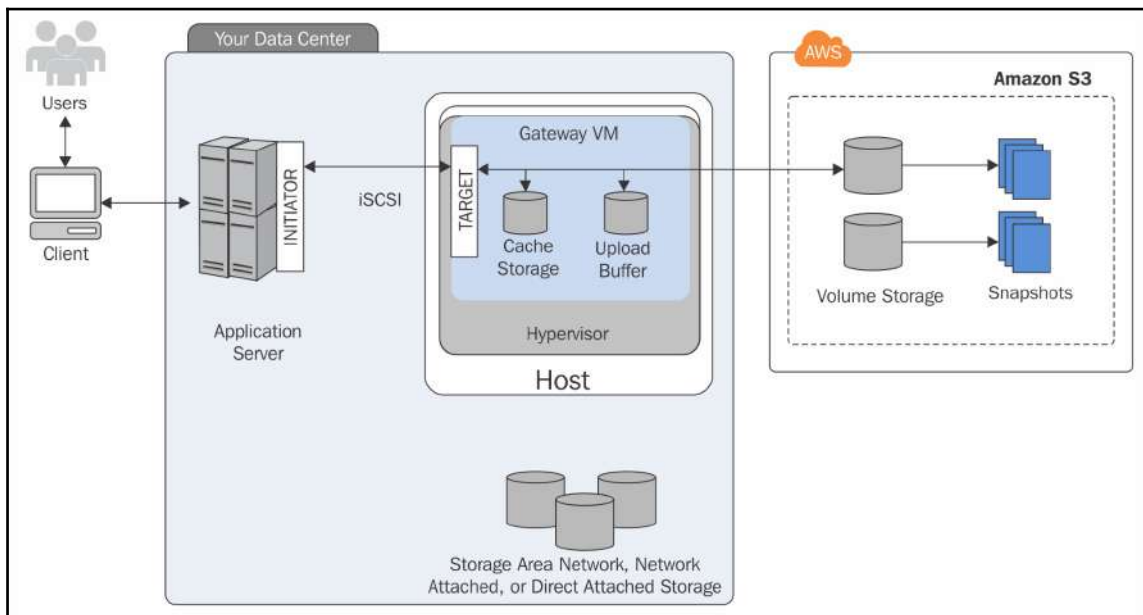 Your Data Center
AWS
Amazon S3
Users
Client
INITIATOR
iSCSI
Application
Server
Gateway VM
TARGET
Cache
Storage
Upload
Buffer
Hypervisor
Host
Volume Storage
Snapshots
Storage Area Network, Network
Attached, or Direct Attached Storage